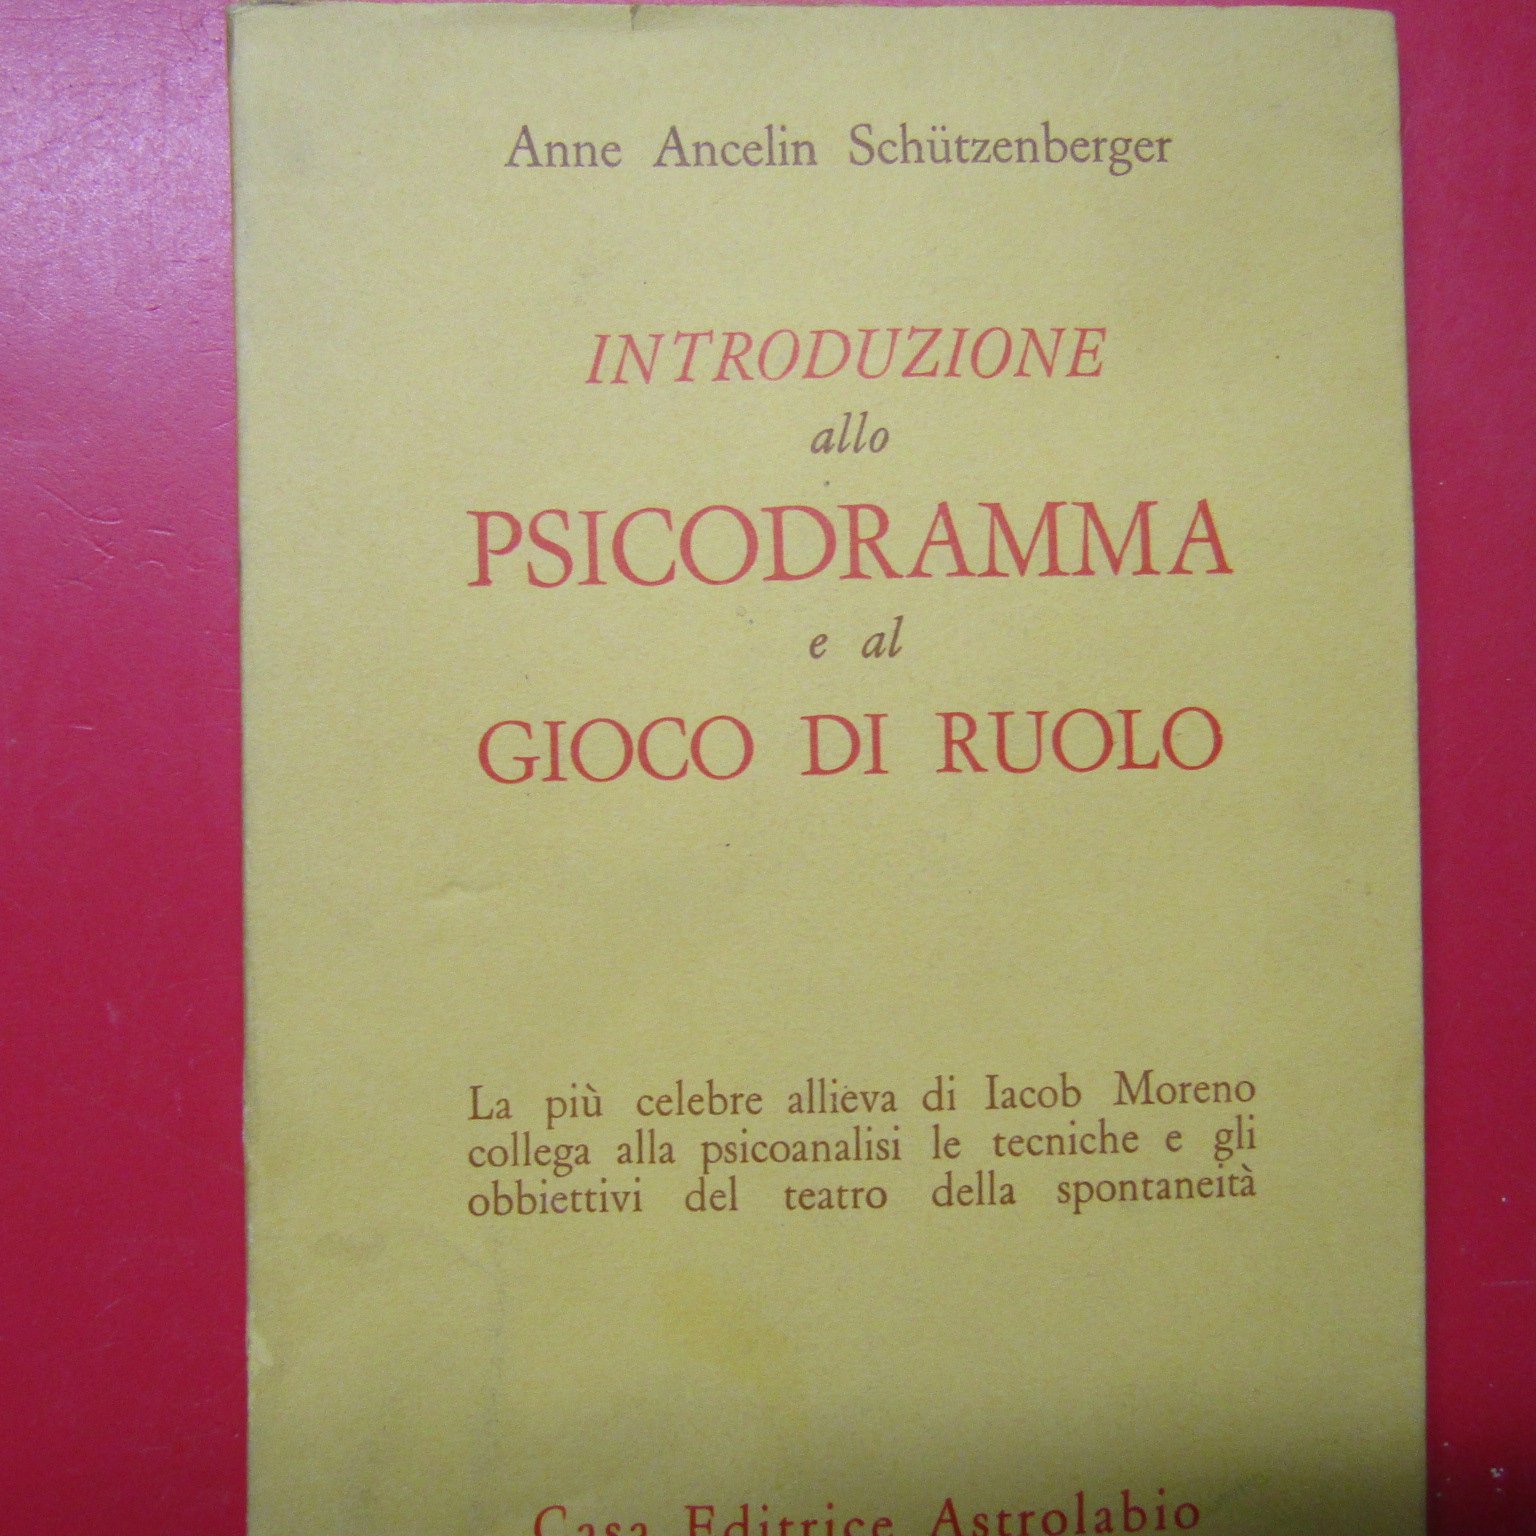 Anne Ancelin Schützenberger
INTRODUZIONE
allo
PSICODRAMMA
e al
GIOCO DI RUOLO
La più celebre allieva di Iacob Moreno
collega alla psicoanalisi le tecniche e gli
obbiettivi del teatro della spontaneità
Casa Editrice Astrolabio